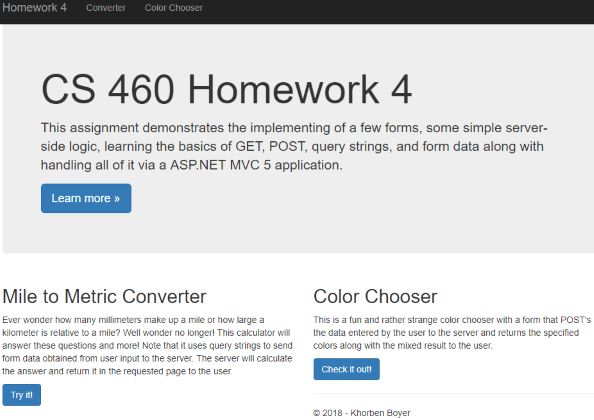 Homework 4 Converter Color Chooser
CS 460 Homework 4
This assignment demonstrates the implementing of a few forms, some simple server-
side logic, learning the basics of GET, POST, query strings, and form data along with
handling all of it via a ASP.NET MVC 5 application.
Learn more »
Mile to Metric Converter
Ever wonder how many millimeters make up a mile or how large a
kilometer is relative to a mile? Well wonder no longer! This calculator will
answer these questions and more! Note that it uses query strings to send
form data obtained from user input to the server. The server will calculate
the answer and return it in the requested page to the user.
Try it!
Color Chooser
This is a fun and rather strange color chooser with a form that POST's
the data entered by the user to the server and returns the specified
colors along with the mixed result to the user.
Check it out!
© 2018 - Khorben Boyer